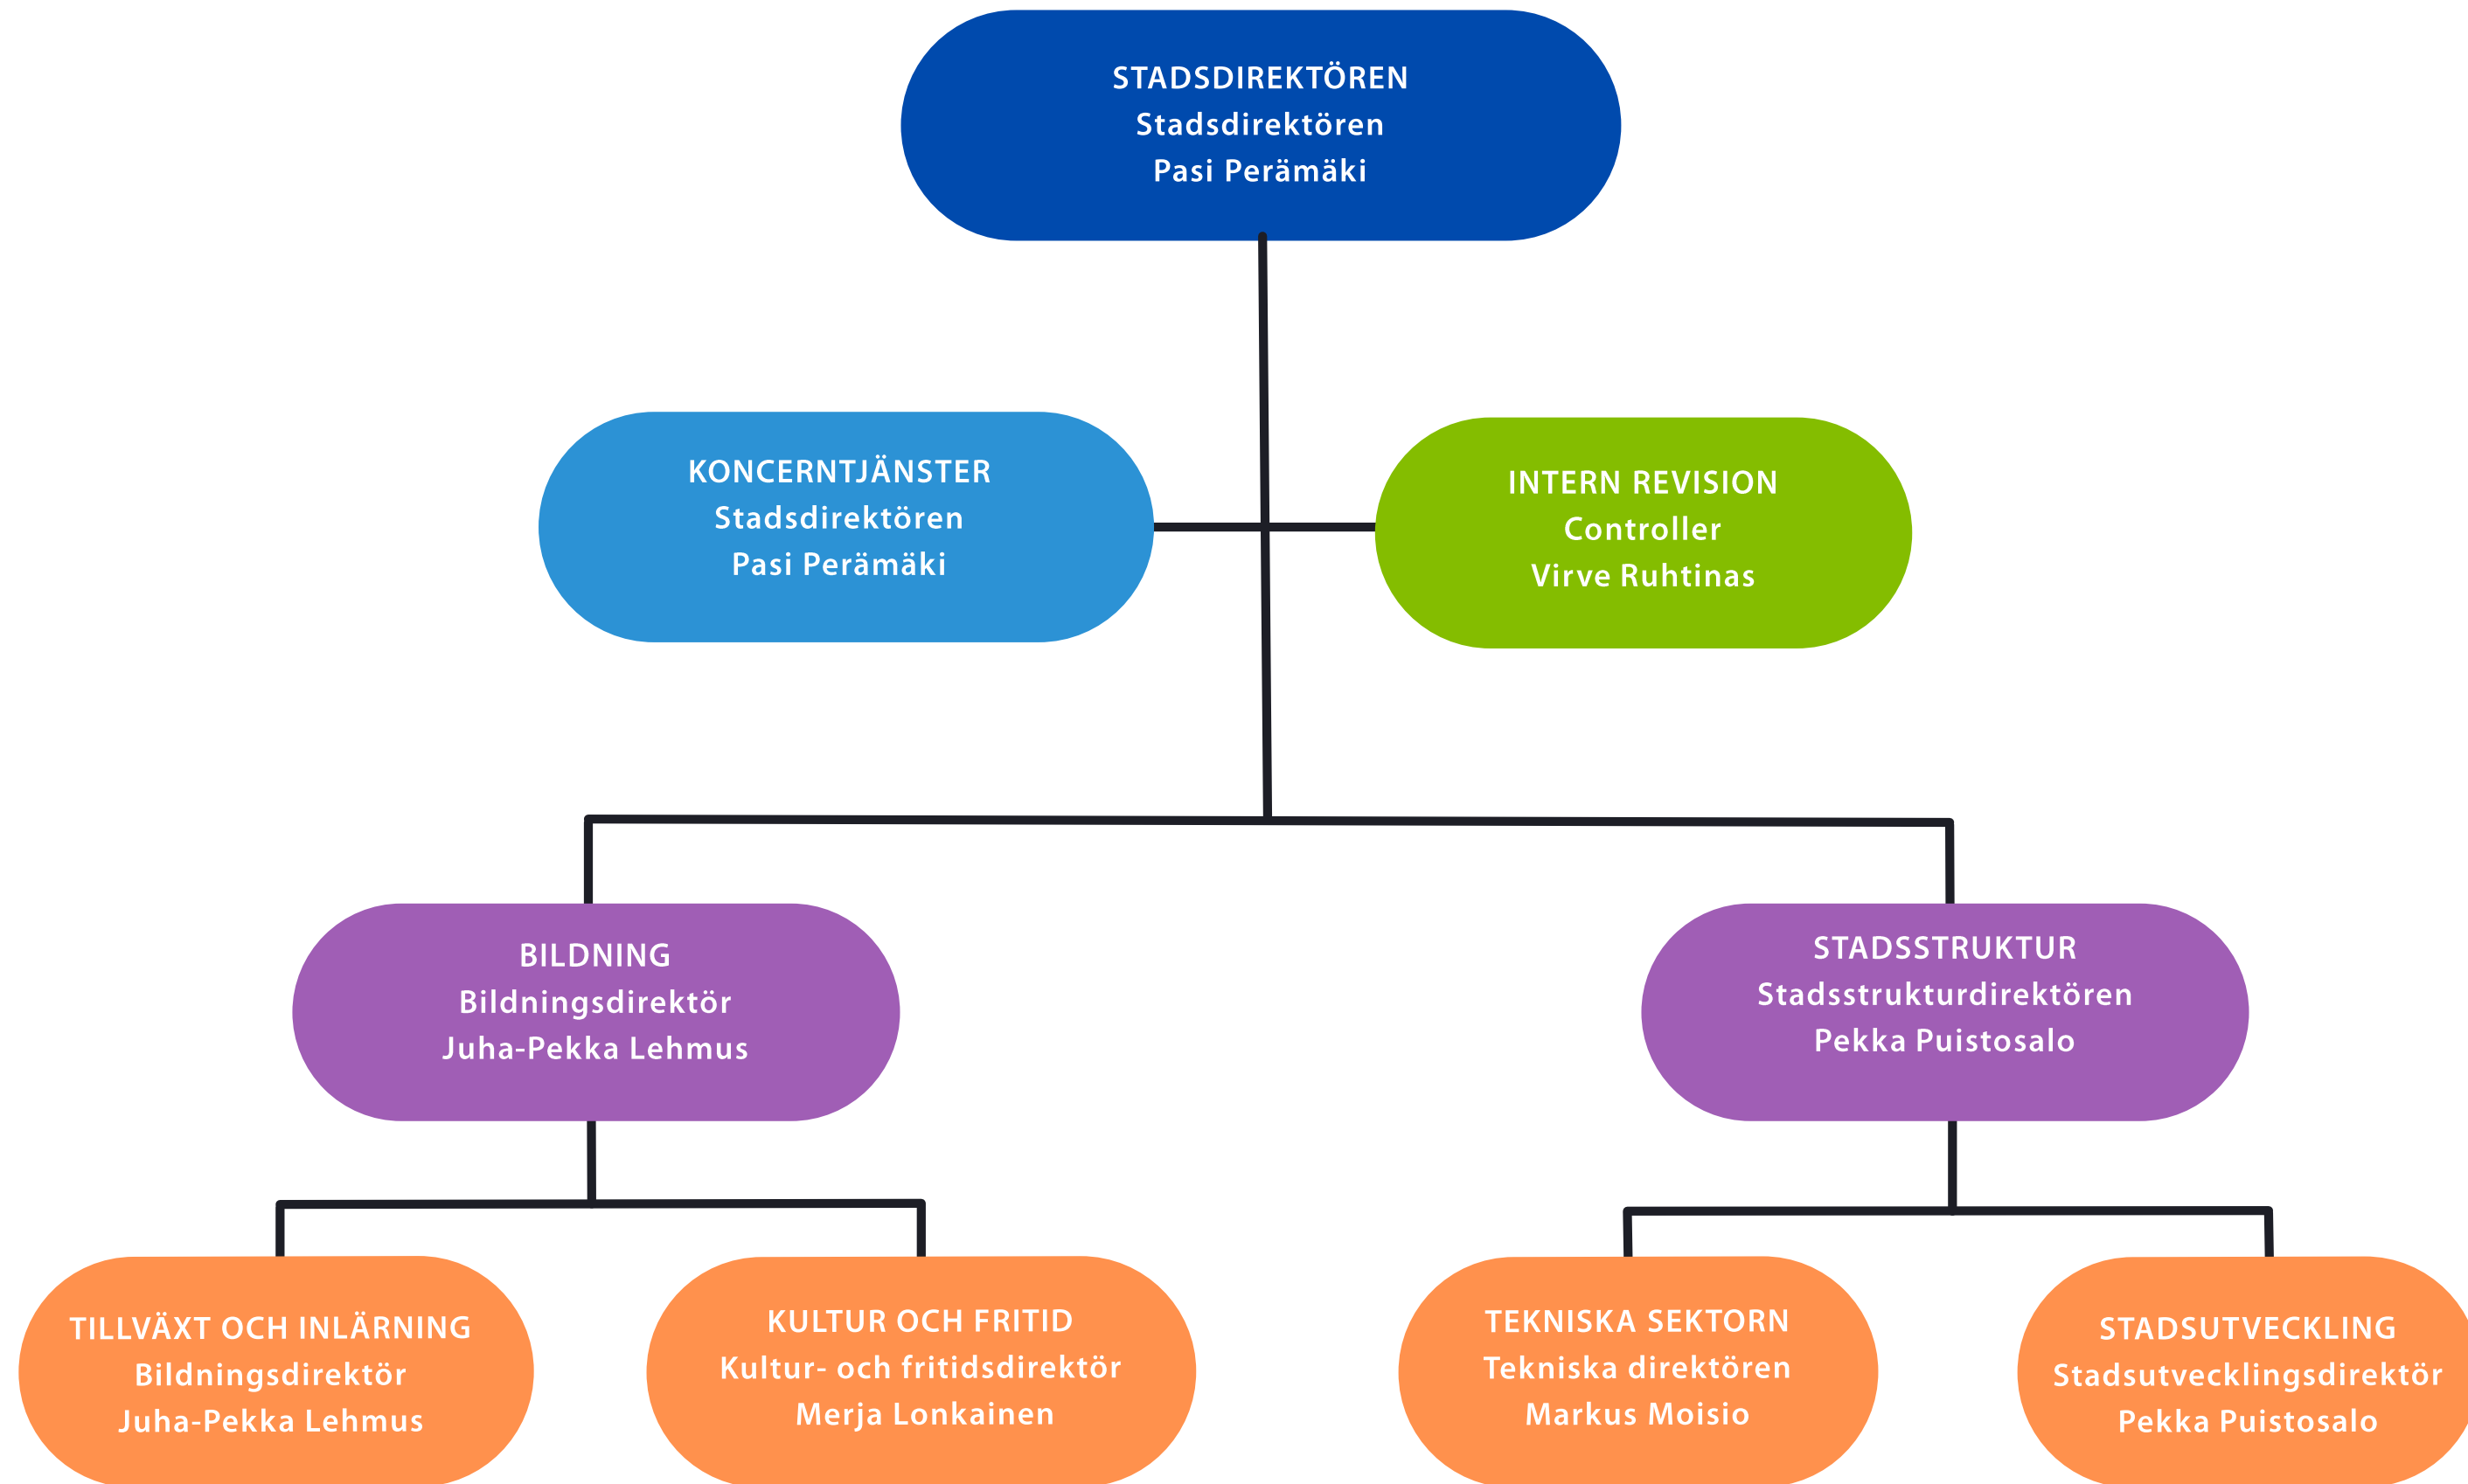 STADSDIREKTÖREN
Stadsdirektören
Pasi Perämäki
KONCERNTJÄNSTER
Stadsdirektören
Pasi Perämäki
INTERN REVISION
Controller
Virve Ruhtinas
BILDNING
Bildningsdirektör
Juha-Pekka Lehmus
STADSSTRUKTUR
Stadsstrukturdirektören
Pekka Puistosalo
TILLVÄXT OCH INLÄRNING
Bildningsdirektör
Juha-Pekka Lehnus
KULTUR OCH FRITID
Kultur- och fritidsdirektör
Merja Lonkainen
TEKNISKA SEKTORN
Tekniska direktören
Markus Moisio
STADSUTVECKLING
Stadsutvecklingsdirektör
Pekka Puistosalo